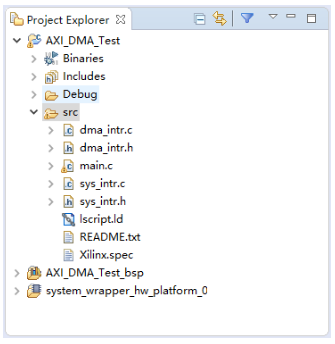 Project Explorer
AXI_DMA_Test
Binaries
Includes
Debug
src
dma_intr.c
dma_intr.h
main.c
sys_intr.c
sys_intr.h
lscript.ld
README.txt
Xilinx.spec
AXI_DMA_Test_bsp
system_wrapper_hw_platform_0